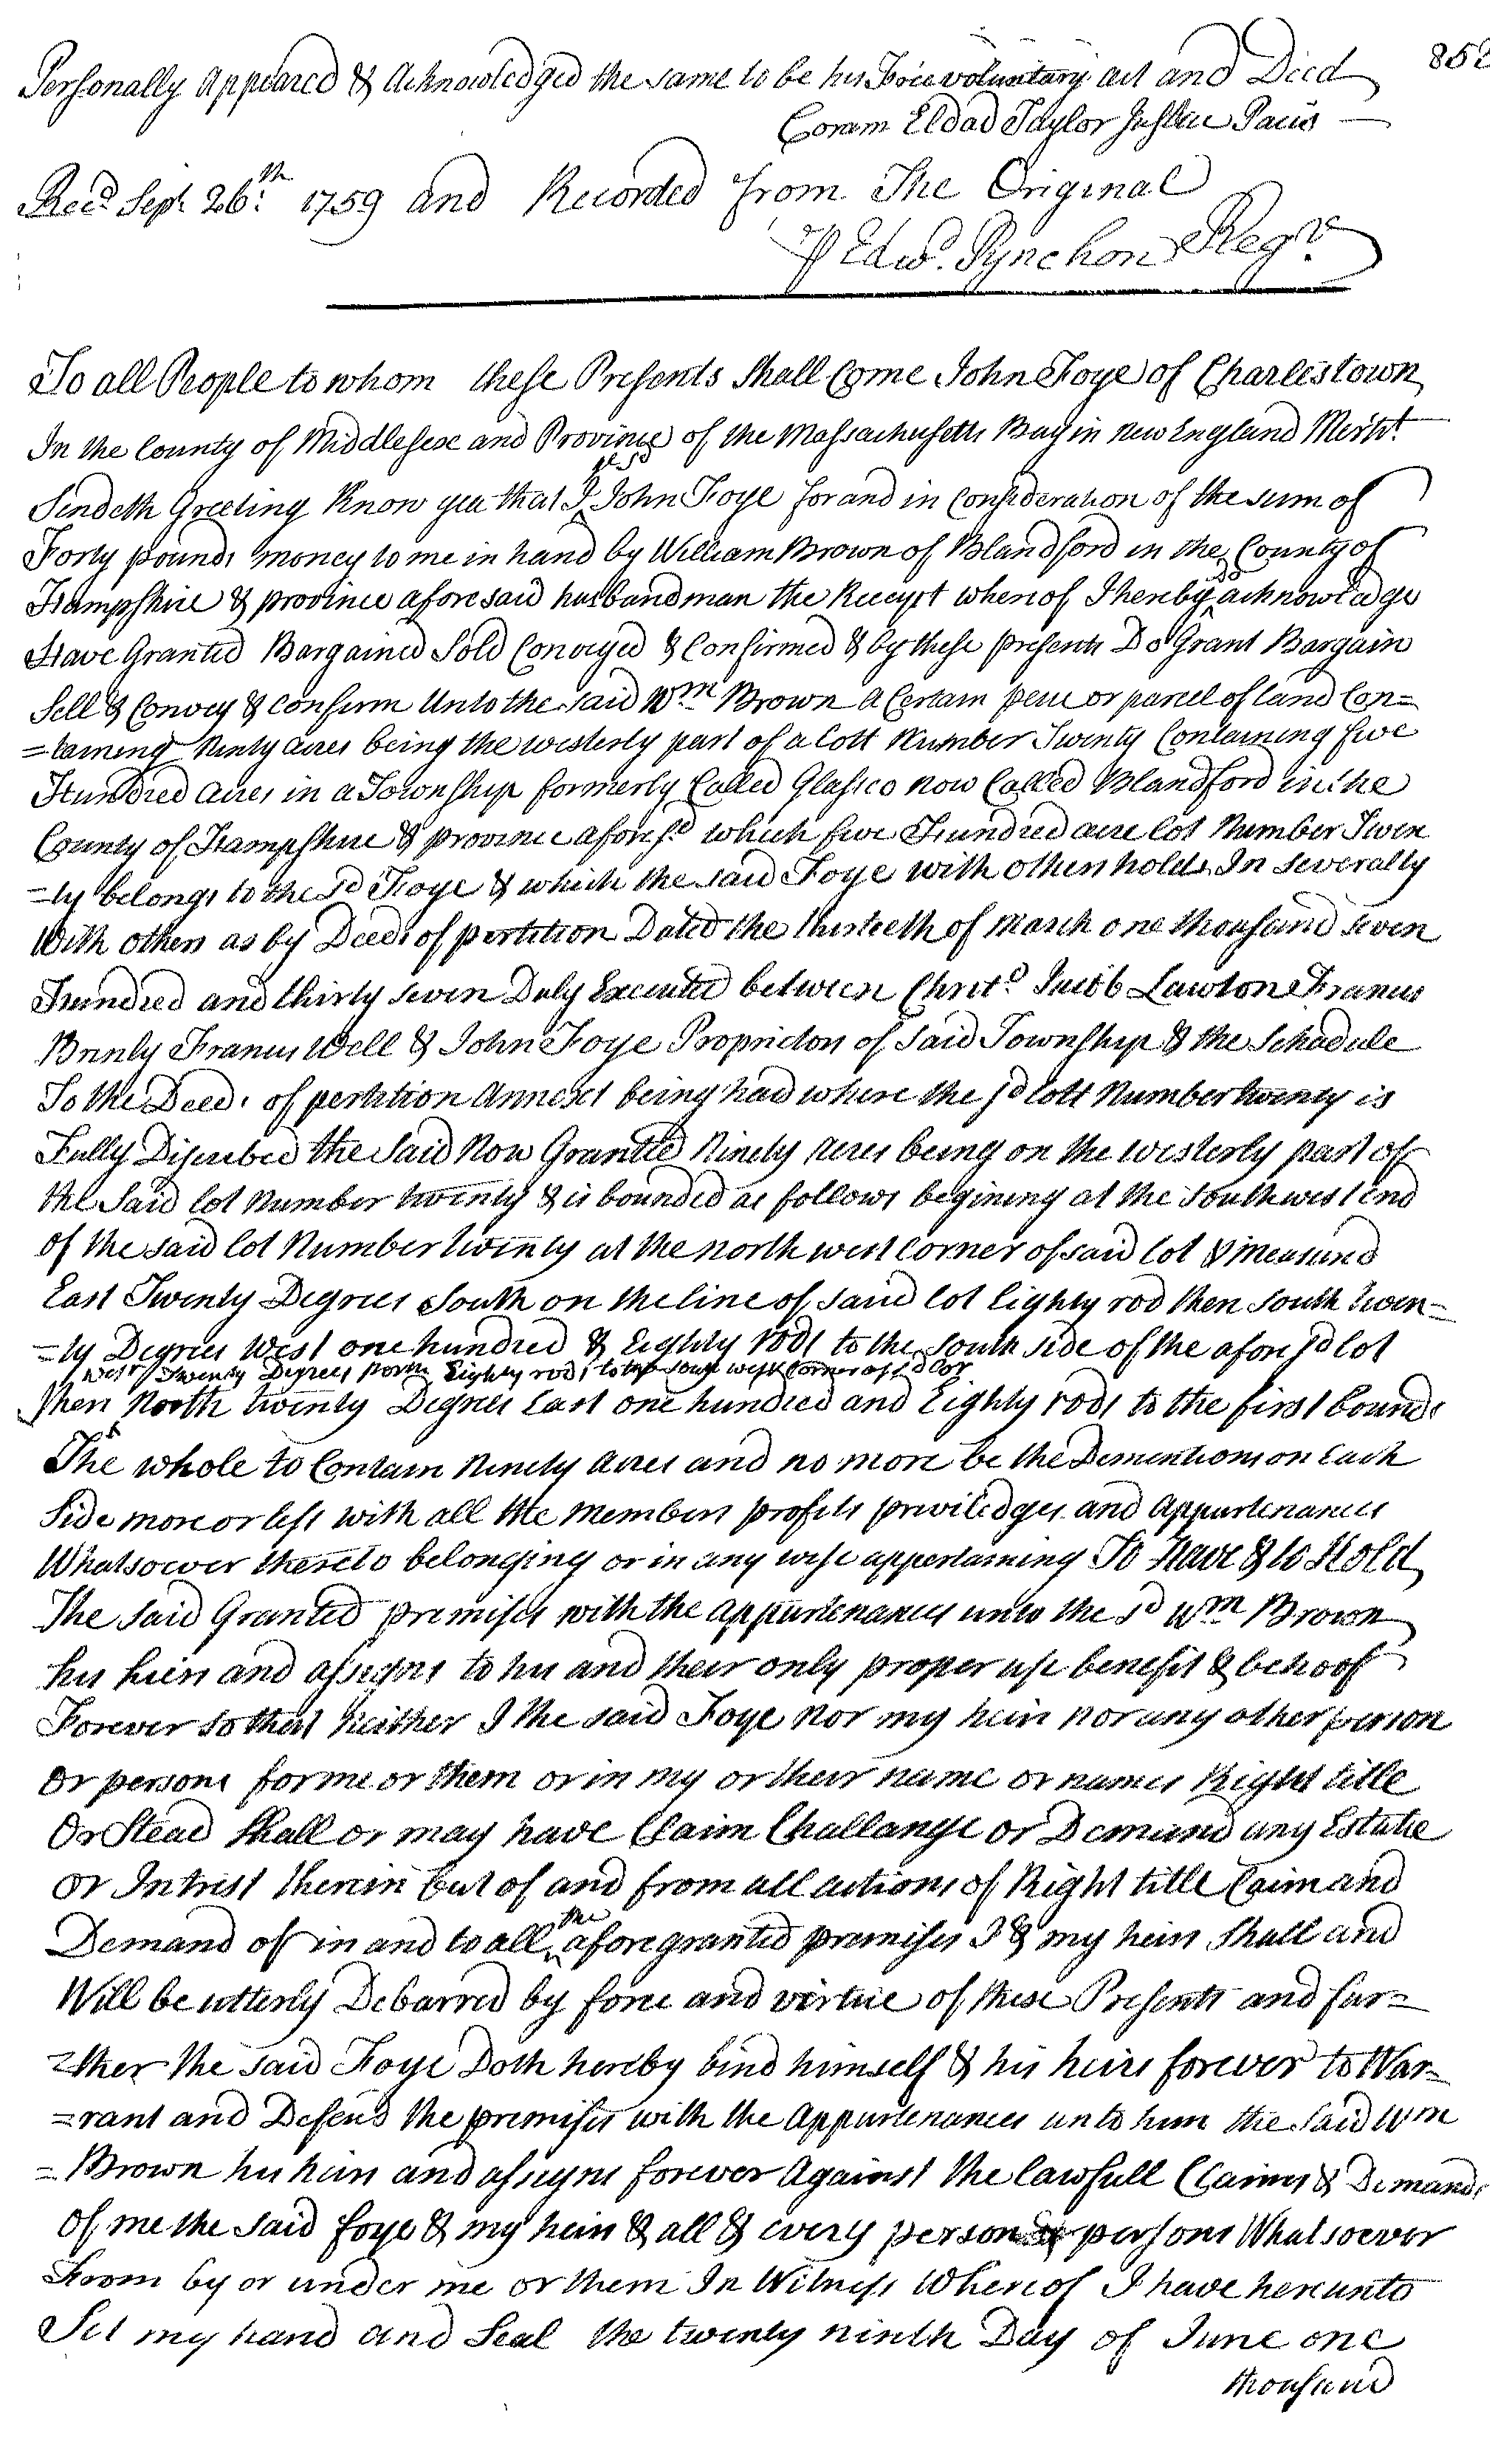 852
Personally Appeared & Acknowledged the same to be his Free voluntary act and Deed
Coram Eldad Taylor Justice Pacis
Recd. Sept. 26th: 1759 and Recorded from The Original
P Edwd. Pynchon Regr.
To all People to whom these Presents Shall Come John Foye of Charlestown
In the County of Middlesex and Province of the Massachusetts Bay in New England Mercht.
Sendeth Greeting Know yea that I ye sd John Foye for and in Consideration of the sum of
Forty pounds money to me in hand by William Brown of Blandford in the County of
Hampshire & province aforesaid husbandman the Receipt whereof I hereby do acknowledge
Have Granted Bargained Sold Conveyed & Confirmed & by these presents Do Grant Bargain
Sell & Convey & confirm Unto the said Wm Brown A Certain peice or parcel of land Con=
=taining Ninty acres being the westerly part of a lott Number Twenty Containing five
Hundred acres in a Township formerly Called Glasco now Called Blandford in the
County of Hampshire & province aforesd which five Hundred acre lot Number Twen
=ty belongs to the sd Foye & which the said Foye with others holds In severally
With others as by Deeds of pertition Dated the thirteeth of March one thousand seven
Hundred and thirty seven Duly Executed between Christ Jacob Lawton Francis
Brinly Francis Well & John Foye Proprietors of Said Township & the Schadule
To the Deeds of pertition Annext being had where the sd lott Number twenty is
Fully Discribed the Said Now Granted Ninety acres being on the westerly part of
the Said lot Number twenty & is bounded as follows begining at the Southwest End
of the said lot Number twenty at the north west Corner of said lot & Measured
East Twenty Degrees South on the line of said lot Eighty rod then South twen=
=ty Degrees West one hundred & Eighty rods to the South side of the afore sd lot
west Twenty Degrees North Eighty rods to the South west Corner of sd lot
then North twenty Degrees East one hundred and Eighty rods to the first bounds
The whole to Contain Ninety Acres and no more be the Dementions on Each
Side more or less with all the members profits priviledges and Appurtenances
Whatsoever thereto belonging or in any wise appertaining To Have & to Hold
The Said Granted premises with the appurtenances unto the sd Wm Brown
his heirs and assigns to his and their only proper use benefit & behoof
Forever So that neither I the said Foye nor my heirs nor any other person
Or persons for me or them or in my or their name or names Right title
Or Stead Shall or may have Claim Challange or Demand any Estate
or Intrest therein but of and from all actions of Right title Caim and
Demand of in and to all the afore granted premises I & my heirs Shall and
Will be utterly Debarred by force and virtue of these Presents and fur=
=ther the said Foye Doth hereby bind himself & his heirs forever to War=
=rant and Defend the premises with the Appurtenances unto him the Said Wm
=Brown his heirs and assigns forever Against the lawfull Claims & Demands
Of me the Said Foye & my heirs & all & every person persons Whatsoever
From by or under me or them In Witness Whereof I have hereunto
Set my hand and Seal the twenty ninth Day of June one
thousand